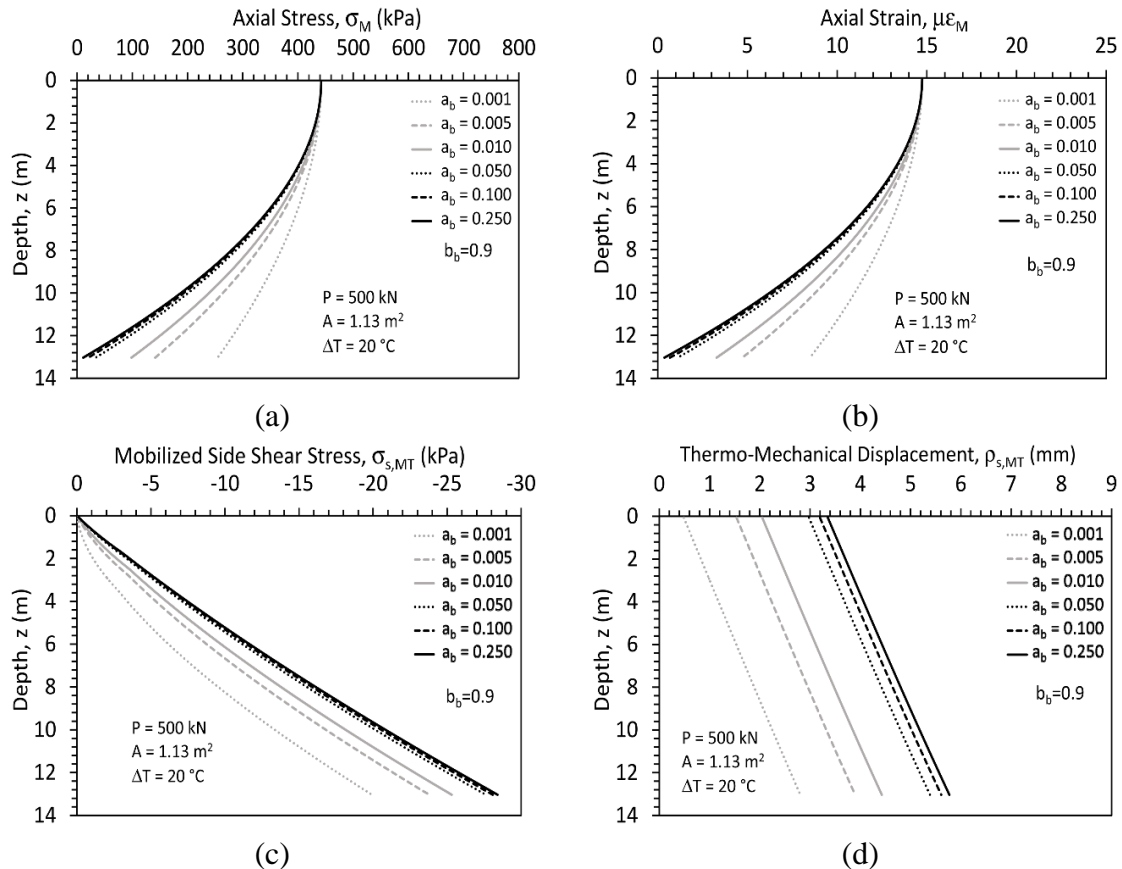 Axial Stress, σM (kPa)
0 100 200 300 400 500 600 700 800
Depth, z (m)
0
2
4
6
8
10
12
14
ab = 0.001
ab = 0.005
ab = 0.010
ab = 0.050
ab = 0.100
ab = 0.250
bb=0.9
P = 500 kN
A = 1.13 m²
ΔT = 20 °C
(a)
Axial Strain, μεM
0 5 10 15 20 25
Depth, z (m)
0
2
4
6
8
10
12
14
ab = 0.001
ab = 0.005
ab = 0.010
ab = 0.050
ab = 0.100
ab = 0.250
bb=0.9
P = 500 kN
A = 1.13 m²
ΔT = 20 °C
(b)
Mobilized Side Shear Stress, σs,MT (kPa)
0 -5 -10 -15 -20 -25 -30
Depth, z (m)
0
2
4
6
8
10
12
14
ab = 0.001
ab = 0.005
ab = 0.010
ab = 0.050
ab = 0.100
ab = 0.250
bb=0.9
P = 500 kN
A = 1.13 m²
ΔT = 20 °C
(c)
Thermo-Mechanical Displacement, ρs,MT (mm)
0 1 2 3 4 5 6 7 8 9
Depth, z (m)
0
2
4
6
8
10
12
14
ab = 0.001
ab = 0.005
ab = 0.010
ab = 0.050
ab = 0.100
ab = 0.250
bb=0.9
P = 500 kN
A = 1.13 m²
ΔT = 20 °C
(d)